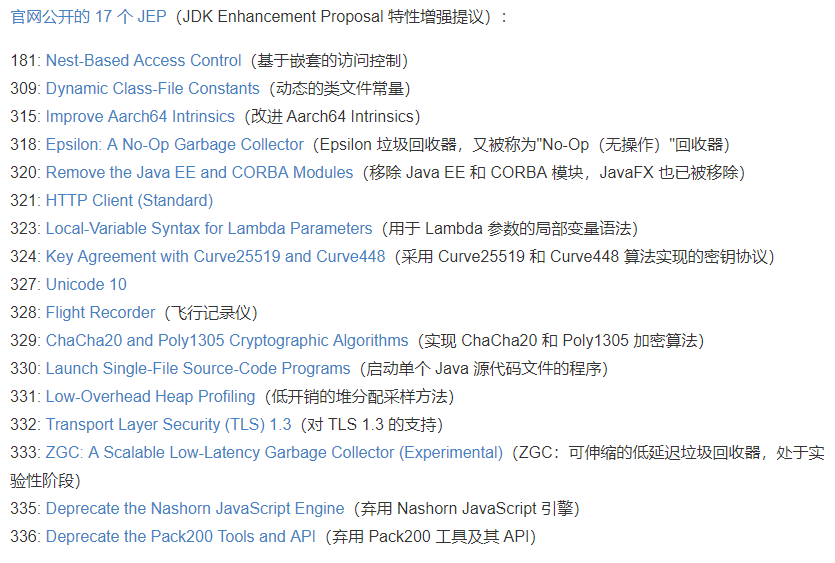 官网公开的 17 个 JEP（JDK Enhancement Proposal 特性增强提议）:
181: Nest-Based Access Control（基于嵌套的访问控制）
309: Dynamic Class-File Constants（动态的类文件常量）
315: Improve Aarch64 Intrinsics（改进 Aarch64 Intrinsics）
318: Epsilon: A No-Op Garbage Collector（Epsilon 垃圾回收器，又被称为"No-Op（无操作）"回收器）
320: Remove the Java EE and CORBA Modules（移除 Java EE 和 CORBA 模块，JavaFX 也已被移除）
321: HTTP Client (Standard)
323: Local-Variable Syntax for Lambda Parameters（用于 Lambda 参数的局部变量语法）
324: Key Agreement with Curve25519 and Curve448（采用 Curve25519 和 Curve448 算法实现的密钥协议）
327: Unicode 10
328: Flight Recorder（飞行记录仪）
329: ChaCha20 and Poly1305 Cryptographic Algorithms（实现 ChaCha20 和 Poly1305 加密算法）
330: Launch Single-File Source-Code Programs（启动单个 Java 源代码文件的程序）
331: Low-Overhead Heap Profiling（低开销的堆分配采样方法）
332: Transport Layer Security (TLS) 1.3（对 TLS 1.3 的支持）
333: ZGC: A Scalable Low-Latency Garbage Collector (Experimental)（ZGC：可伸缩的低延迟垃圾回收器，处于实
验性阶段）
335: Deprecate the Nashorn JavaScript Engine（弃用 Nashorn JavaScript 引擎）
336: Deprecate the Pack200 Tools and API（弃用 Pack200 工具及其 API）